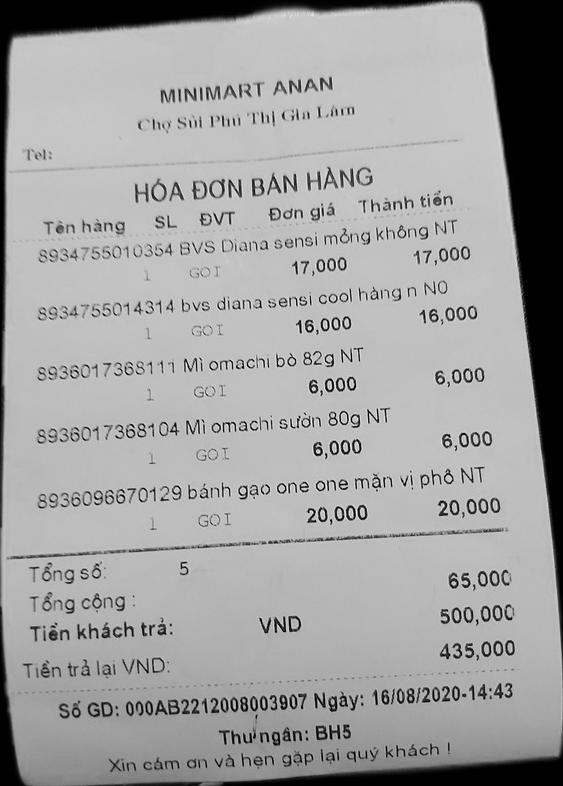 MINIMART ANAN
Chợ Sủi Phú Thị Gia Lâm
Tel:
HÓA ĐƠN BÁN HÀNG
Tên hàng SL ĐVT Đơn giá Thành tiền
8934755010354 BVS Diana sensi mỏng không NT
1 GOI 17,000 17,000
8934755014314 bvs diana sensi cool hàng n N0
1 GOI 16,000 16,000
8936017368111 Mì omachi bò 82g NT
1 GOI 6,000 6,000
8936017368104 Mì omachi sườn 80g NT
1 GOI 6,000 6,000
8936096670129 bánh gạo one one mặn vị phô NT
1 GOI 20,000 20,000
Tổng số: 5
Tổng cộng : 65,000
Tiền khách trả: VND 500,000
Tiền trả lại VND: 435,000
Số GD: 000AB2212008003907 Ngày: 16/08/2020-14:43
Thu ngân: BH5
Xin cám ơn và hẹn gặp lại quý khách !